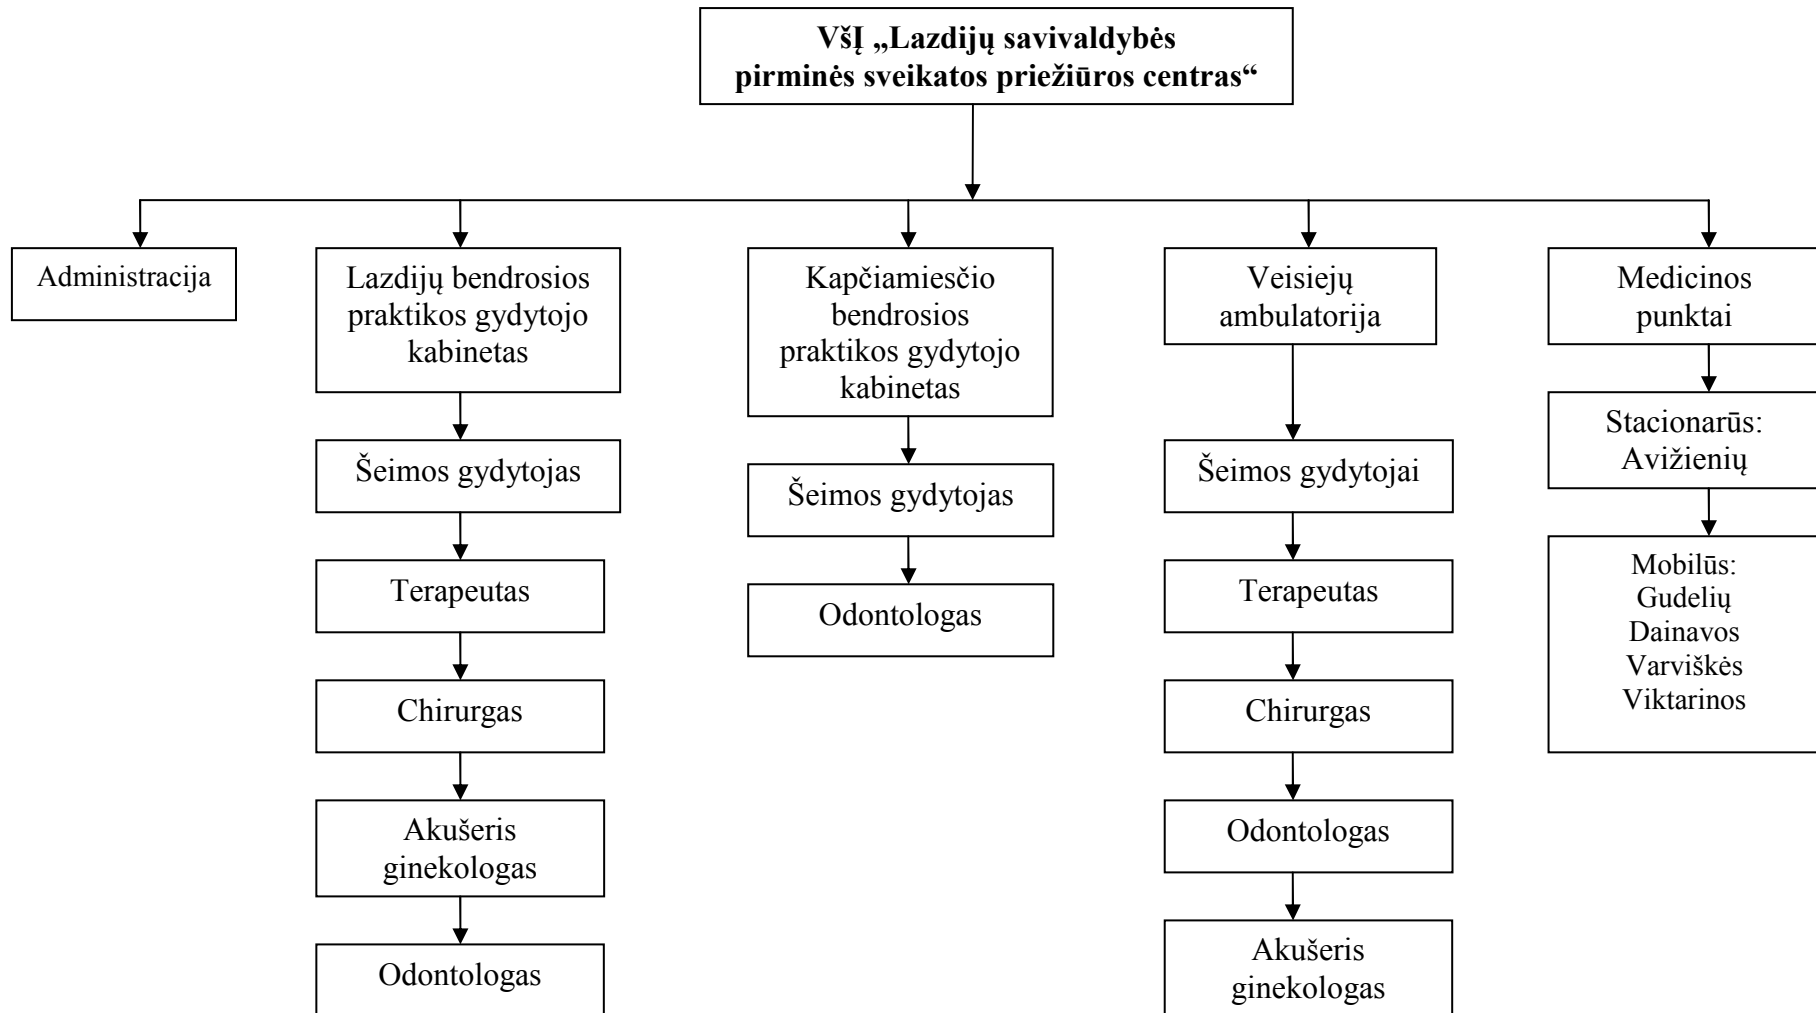 VšĮ „Lazdijų savivaldybės
pirminės sveikatos priežiūros centras“
Administracija
Lazdijų bendrosios
praktikos gydytojo
kabinetas
Šeimos gydytojas
Terapeutas
Chirurgas
Akušeris
ginekologas
Odontologas
Kapčiamiesčio
bendrosios
praktikos gydytojo
kabinetas
Šeimos gydytojas
Odontologas
Veisiejų
ambulatorija
Šeimos gydytojai
Terapeutas
Chirurgas
Odontologas
Akušeris
ginekologas
Medicinos
punktai
Stacionarūs:
Avižienių
Mobilūs:
Gudelių
Dainavos
Varviškės
Viktarinos